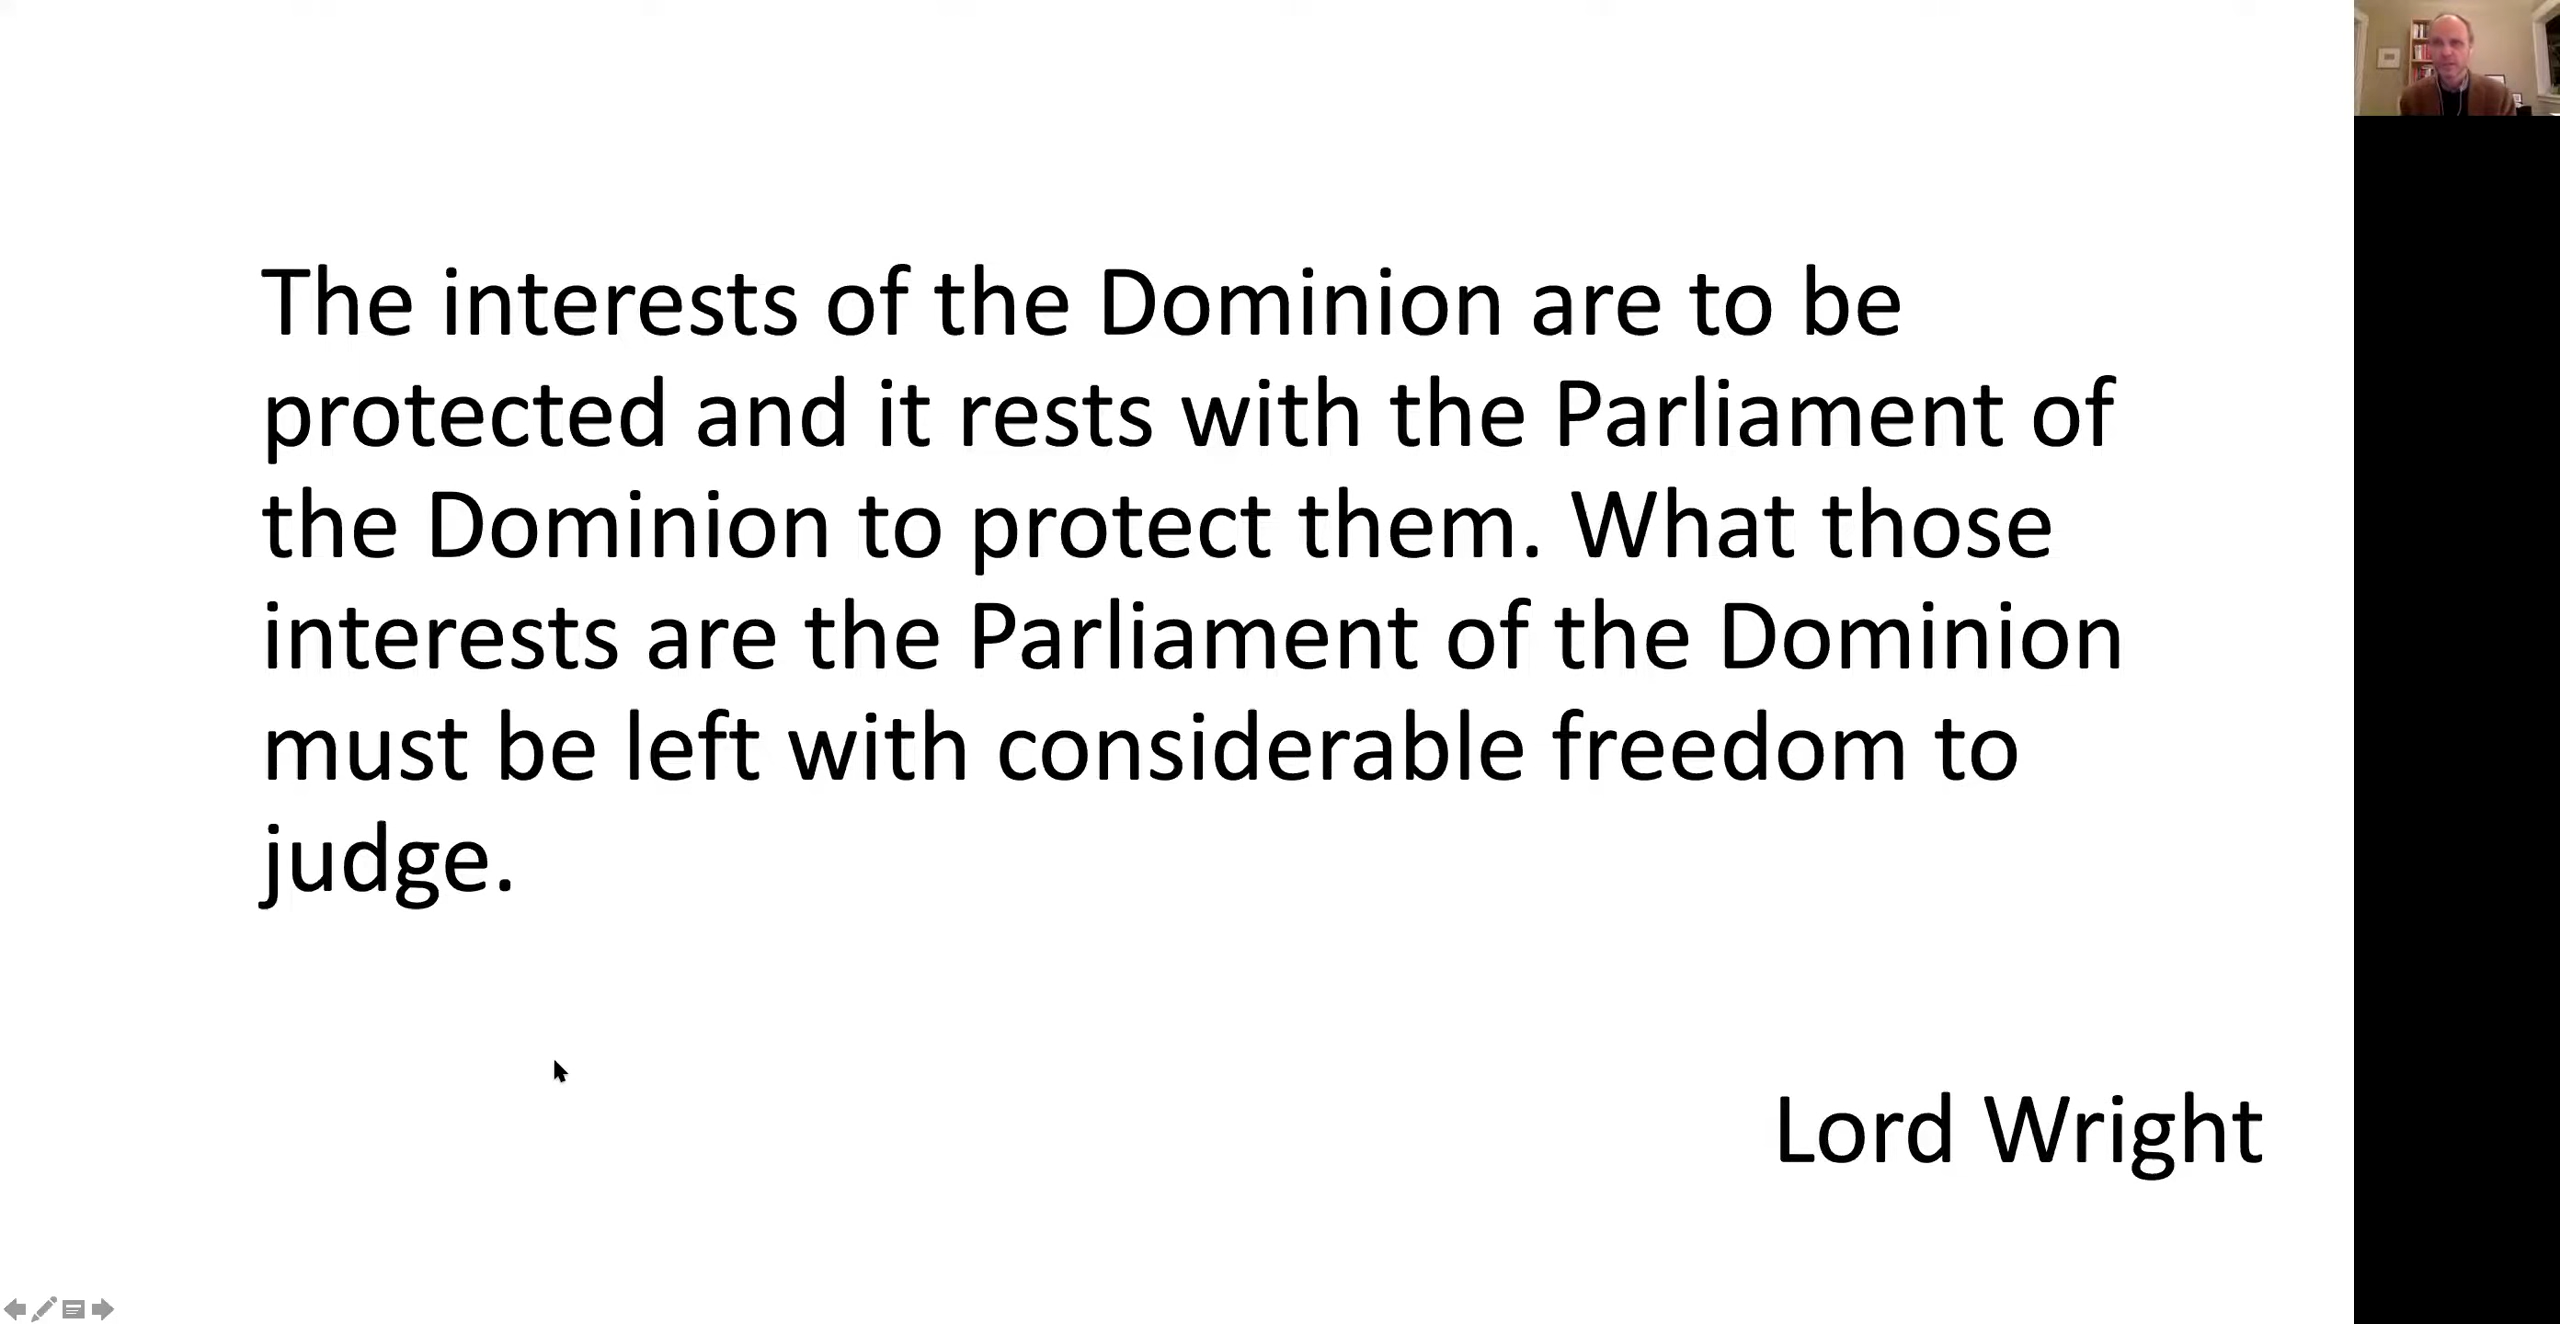 The interests of the Dominion are to be
protected and it rests with the Parliament of
the Dominion to protect them. What those
interests are the Parliament of the Dominion
must be left with considerable freedom to
judge.
Lord Wright